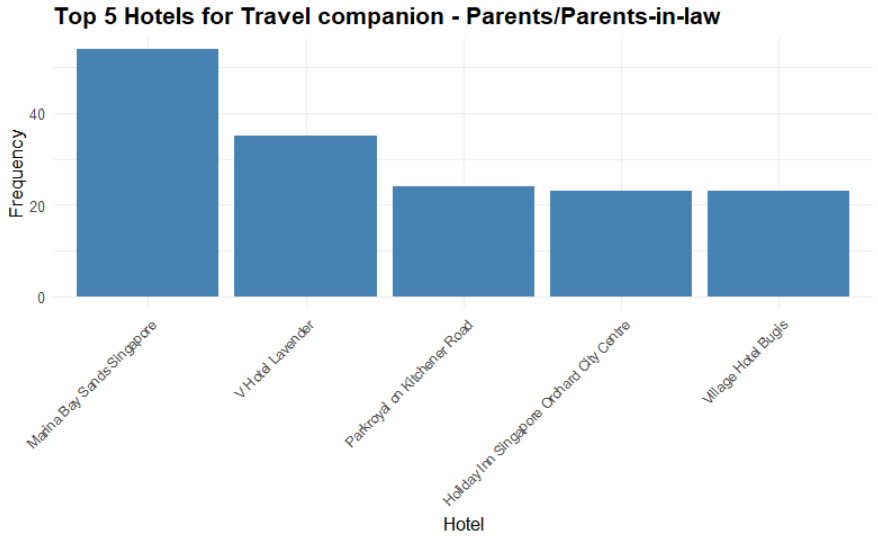 Top 5 Hotels for Travel companion - Parents/Parents-in-law
Frequency
40
20
0
Marina Bay Sands Singapore
V Hotel Lavender
Parkroyal on Kitchener Road
Holiday Inn Singapore Orchard City Centre
Village Hotel Bugis
Hotel